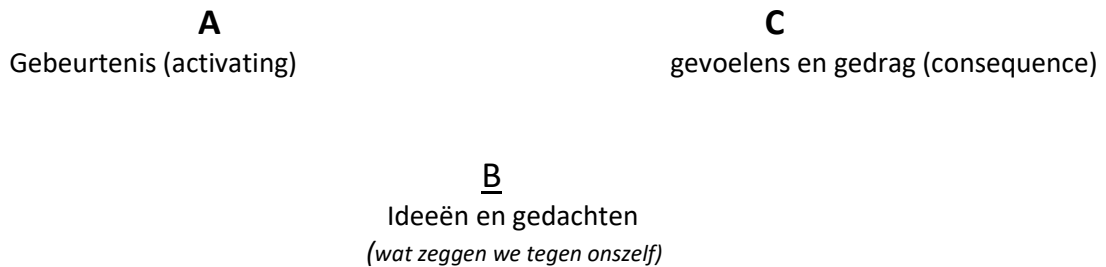 A
Gebeurtenis (activating)
C
gevoelens en gedrag (consequence)
B
Ideeën en gedachten
(wat zeggen we tegen onszelf)